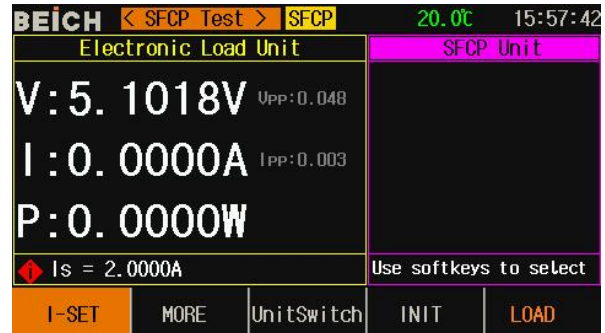 BEICH < SFCP Test > SFCP 20.0℃ 15:57:42
Electronic Load Unit
SFCP Unit
V:5.1018V VPP:0.048
I:0.0000A IPP:0.003
P:0.0000W
Is = 2.0000A
Use softkeys to select
I-SET MORE UnitSwitch INIT LOAD